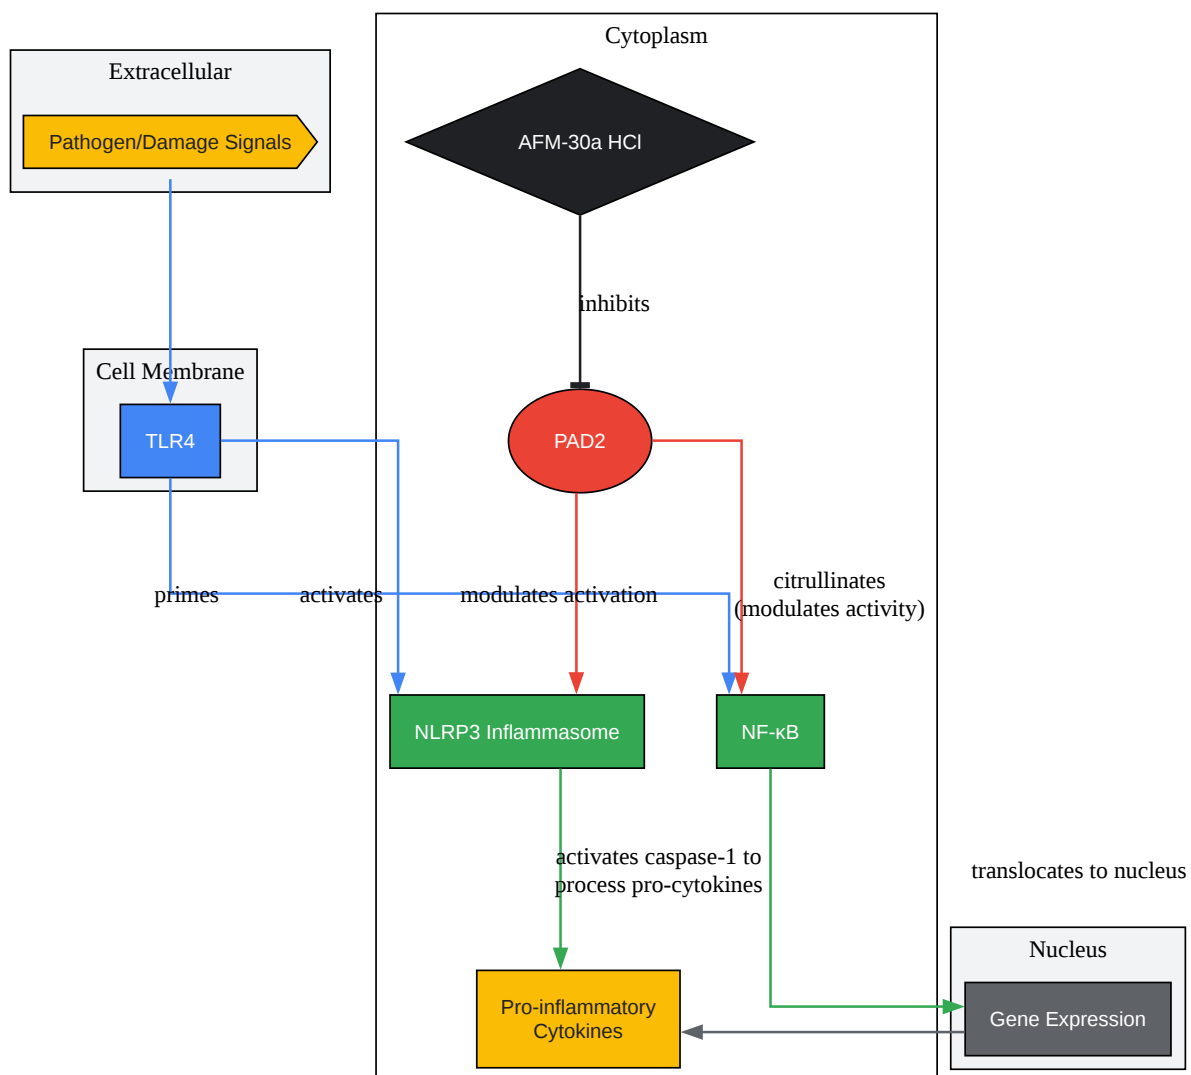 Cytoplasm
Extracellular
Pathogen/Damage Signals
AFM-30a HCl
inhibits
Cell Membrane
TLR4
PAD2
primes
activates
modulates activation
citrullinates
(modulates activity)
NLRP3 Inflammasome
NF-κB
activates caspase-1 to
process pro-cytokines
translocates to nucleus
Nucleus
Pro-inflammatory
Cytokines
Gene Expression